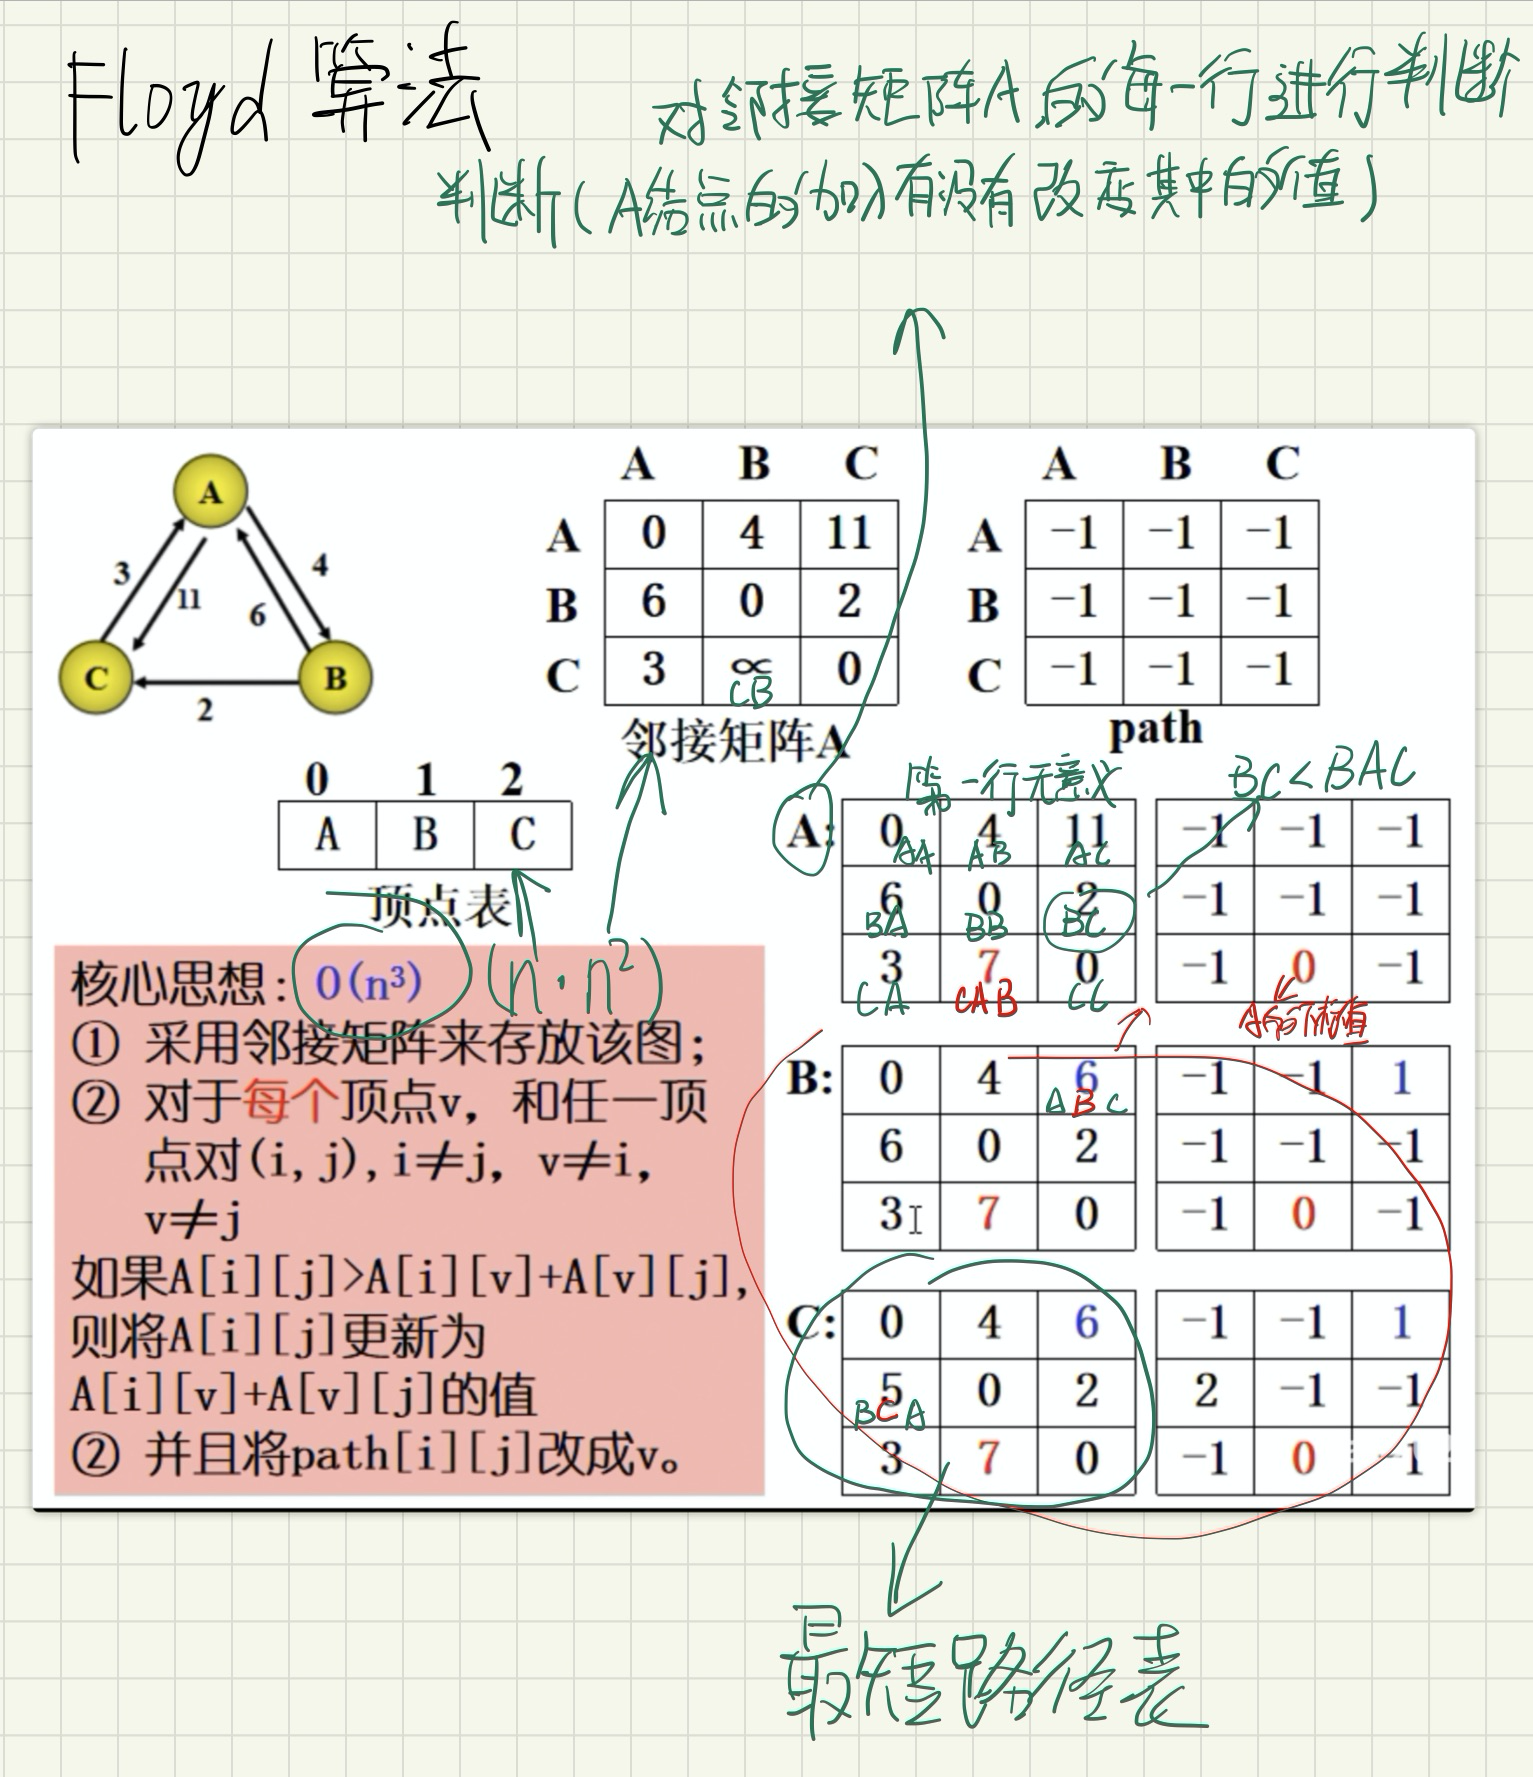 Floyd 算法
对邻接矩阵A的每一行进行判断
判断(A结点的加入有没有改变其中的值)
A B C
A 0 4 11
B 6 0 2
C 3 ∝ 0
CB
邻接矩阵A
A B C
A -1 -1 -1
B -1 -1 -1
C -1 -1 -1
path
A
3 11 6 4
C B
2
0 1 2
A B C
顶点表
第一行无意义
BC<BAC
A: 0 4 11 -1 -1 -1
AA AB AC
6 0 2 -1 -1 -1
BA BB BC
3 7 0 -1 0 -1
CA CAB CC
A的下标值
B: 0 4 6 -1 -1 1
ABC
6 0 2 -1 -1 -1
3 7 0 -1 0 -1
C: 0 4 6 -1 -1 1
5 0 2 2 -1 -1
BCA
3 7 0 -1 0 -1
核心思想: O(n³) (n·n²)
① 采用邻接矩阵来存放该图;
② 对于每个顶点v，和任一顶
点对(i,j),i≠j，v≠i，
v≠j
如果A[i][j]>A[i][v]+A[v][j],
则将A[i][j]更新为
A[i][v]+A[v][j]的值
② 并且将path[i][j]改成v。
最短路径表